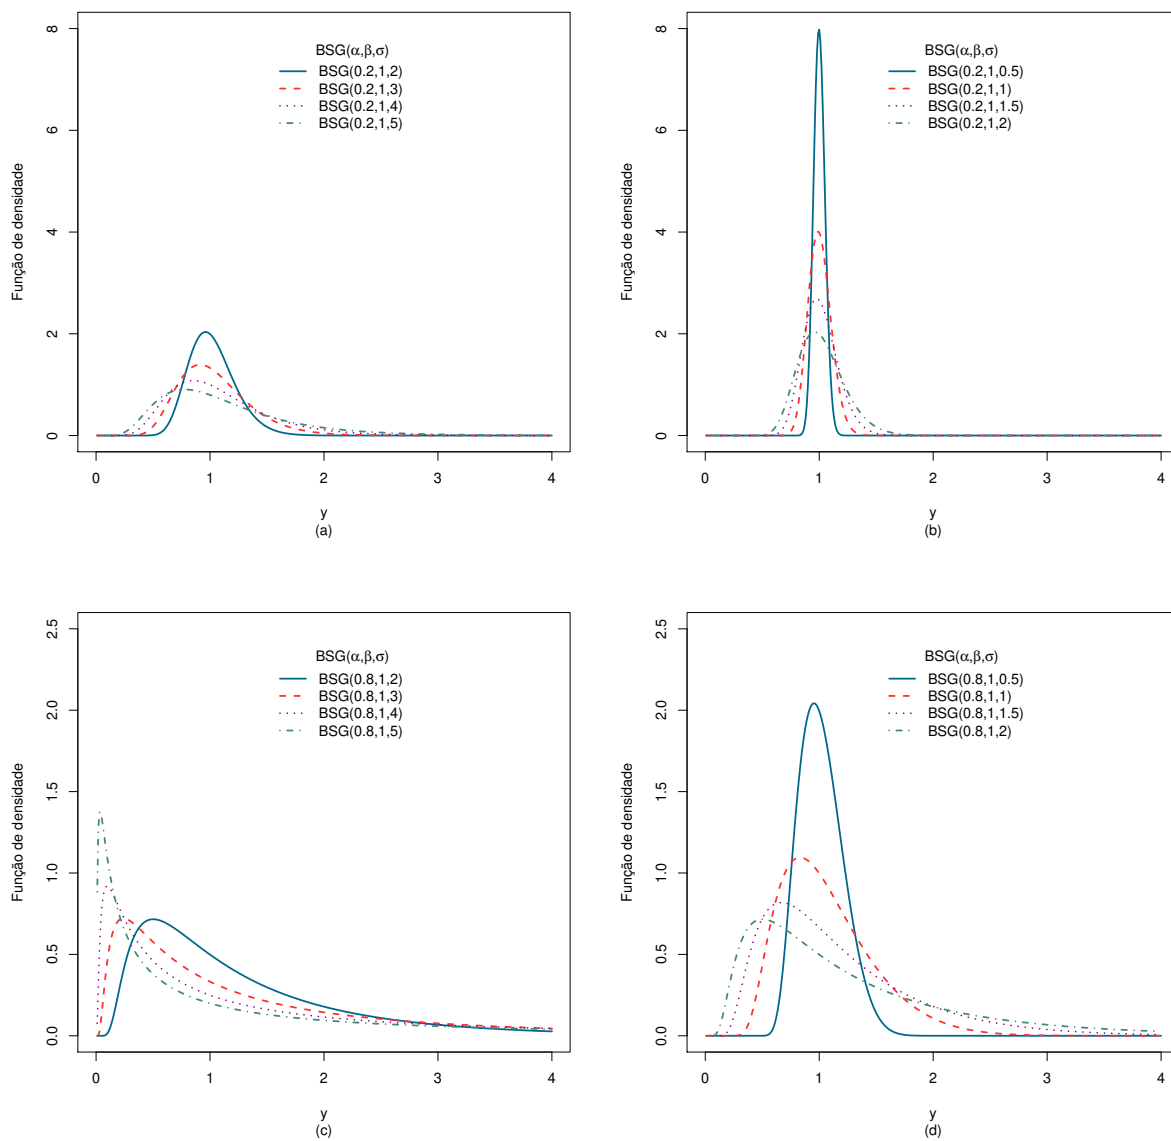 BSG(α,β,σ)
BSG(0.2,1,2)
BSG(0.2,1,3)
BSG(0.2,1,4)
BSG(0.2,1,5)
Função de densidade
0
2
4
6
8
0
1
2
3
4
y
(a)
BSG(α,β,σ)
BSG(0.2,1,0.5)
BSG(0.2,1,1)
BSG(0.2,1,1.5)
BSG(0.2,1,2)
Função de densidade
0
2
4
6
8
0
1
2
3
4
y
(b)
BSG(α,β,σ)
BSG(0.8,1,2)
BSG(0.8,1,3)
BSG(0.8,1,4)
BSG(0.8,1,5)
Função de densidade
0.0
0.5
1.0
1.5
2.0
2.5
0
1
2
3
4
y
(c)
BSG(α,β,σ)
BSG(0.8,1,0.5)
BSG(0.8,1,1)
BSG(0.8,1,1.5)
BSG(0.8,1,2)
Função de densidade
0.0
0.5
1.0
1.5
2.0
2.5
0
1
2
3
4
y
(d)